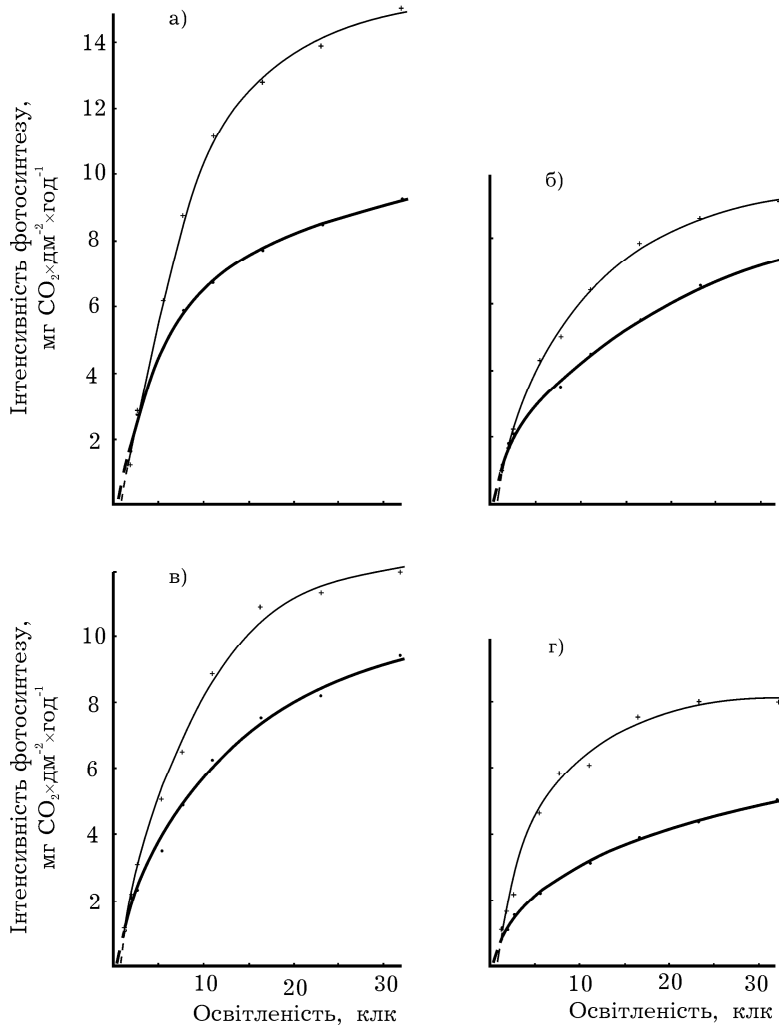 а)
14
12
10
8
6
4
2
Інтенсивність фотосинтезу,
мг CO₂×дм⁻²×год⁻¹
б)
в)
10
8
6
4
2
Інтенсивність фотосинтезу,
мг CO₂×дм⁻²×год⁻¹
10 20 30
Освітленість, клк
г)
10 20 30
Освітленість, клк